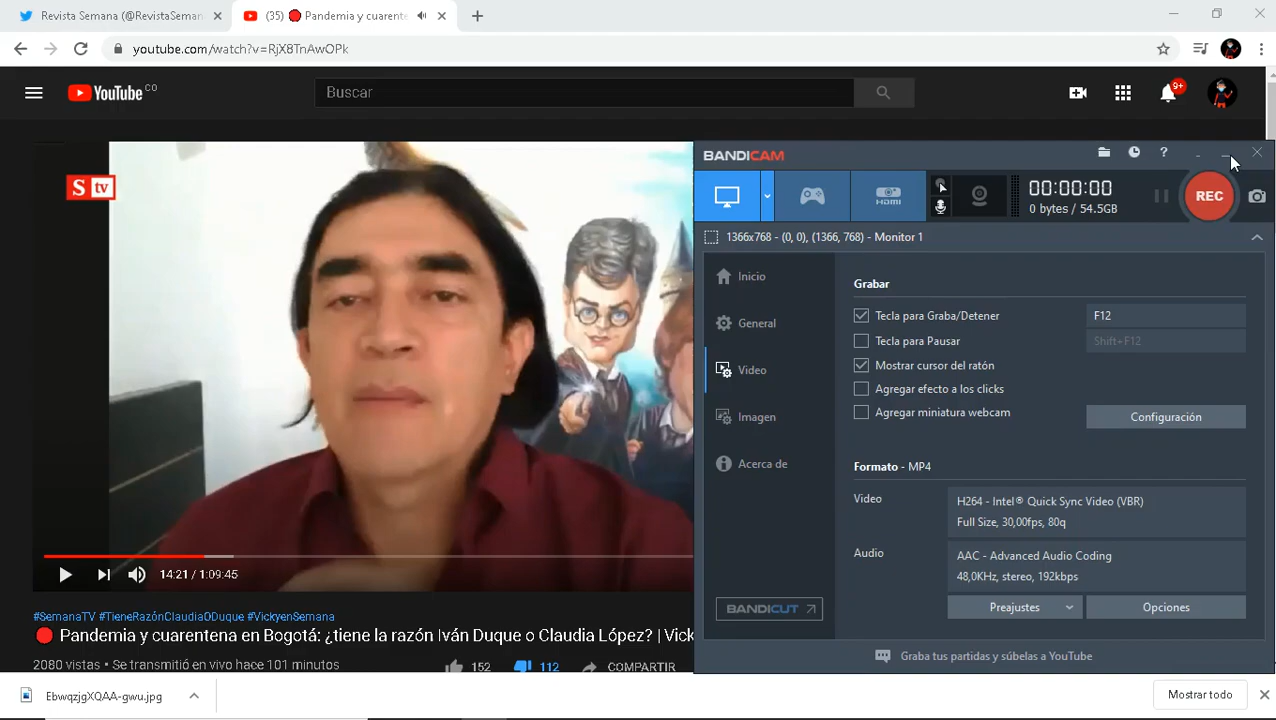 Revista Semana (@RevistaSeman
(35) 🔴 Pandemia y cuarente
youtube.com/watch?v=RjX8TnAwOPk
YouTube CO
Buscar
9+
S tv
BANDICAM
?
REC
00:00:00
0 bytes / 54.5GB
HDMI
1366x768 - (0, 0), (1366, 768) - Monitor 1
Inicio
General
Video
Imagen
Acerca de
Grabar
Tecla para Graba/Detener
F12
Tecla para Pausar
Shift+F12
Mostrar cursor del ratón
Agregar efecto a los clicks
Agregar miniatura webcam
Configuración
Formato - MP4
Video
H264 - Intel® Quick Sync Video (VBR)
Full Size, 30,00fps, 80q
Audio
AAC - Advanced Audio Coding
48,0KHz, stereo, 192kbps
Preajustes
Opciones
BANDICUT
Graba tus partidas y súbelas a YouTube
14:21 / 1:09:45
#SemanaTV #TieneRazónClaudiaODuque #VickyenSemana
🔴 Pandemia y cuarentena en Bogotá: ¿tiene la razón Iván Duque o Claudia López? | Vick
2080 vistas • Se transmitió en vivo hace 101 minutos
152
112
COMPARTIR
EbwqzjgXQAA-gwu.jpg
Mostrar todo